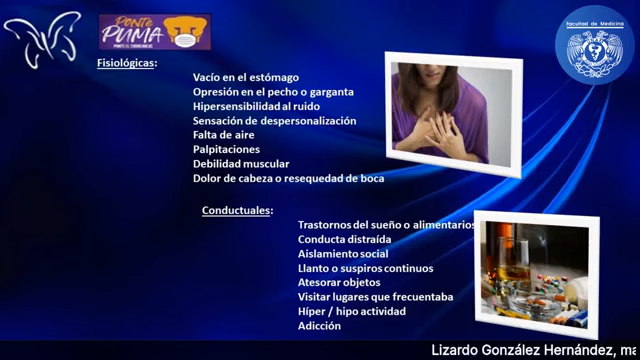 PONTE
PUMA
PONTE EL CUBREBOCAS
Facultad de Medicina
Fisiológicas:
Vacío en el estómago
Opresión en el pecho o garganta
Hipersensibilidad al ruido
Sensación de despersonalización
Falta de aire
Palpitaciones
Debilidad muscular
Dolor de cabeza o resequedad de boca
Conductuales:
Trastornos del sueño o alimentarios
Conducta distraída
Aislamiento social
Llanto o suspiros continuos
Atesorar objetos
Visitar lugares que frecuentaba
Híper / hipo actividad
Adicción
Lizardo González Hernández, ma